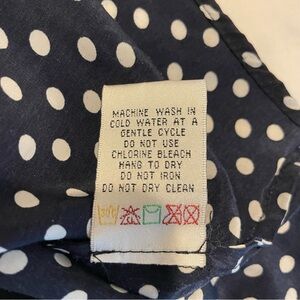 MACHINE WASH IN
COLD WATER AT A
GENTLE CYCLE
DO NOT USE
CHLORINE BLEACH
HANG TO DRY
DO NOT IRON
DO NOT DRY CLEAN